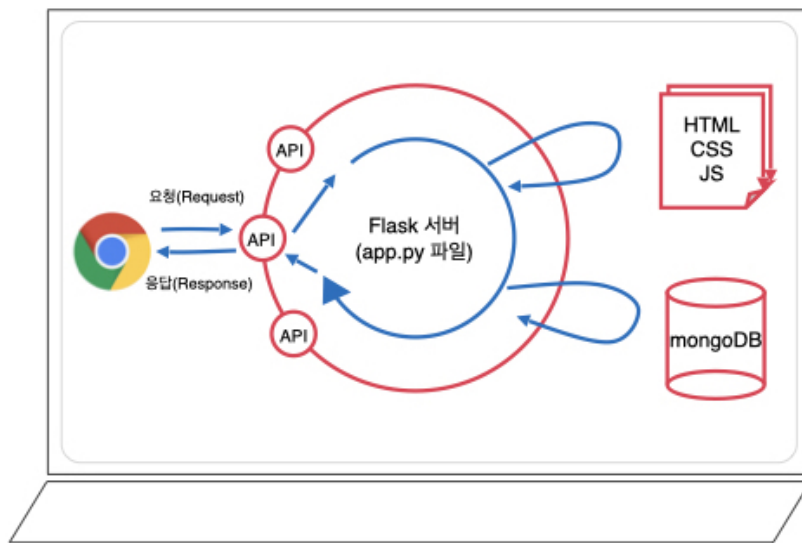 API
요청(Request)
API
응답(Response)
API
Flask 서버
(app.py 파일)
HTML
CSS
JS
mongoDB